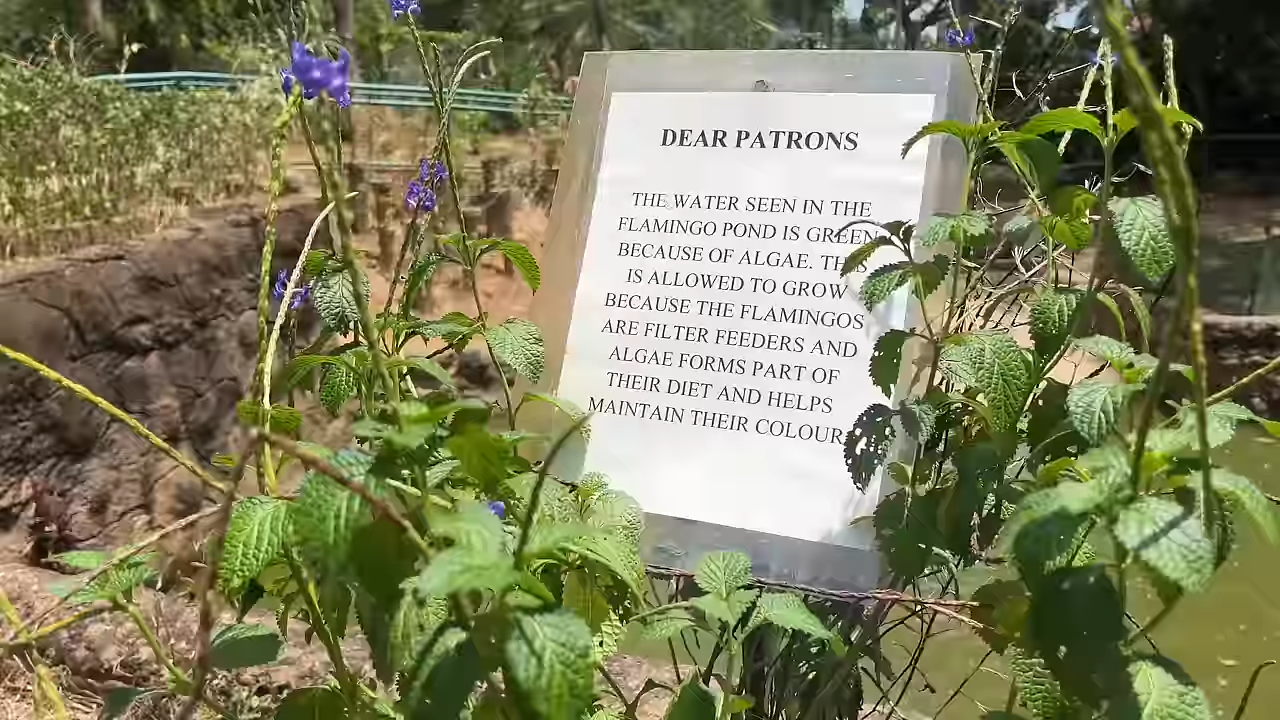 DEAR PATRONS
THE WATER SEEN IN THE
FLAMINGO POND IS GREEN
BECAUSE OF ALGAE. THIS
IS ALLOWED TO GROW
BECAUSE THE FLAMINGOS
ARE FILTER FEEDERS AND
ALGAE FORMS PART OF
THEIR DIET AND HELPS
MAINTAIN THEIR COLOUR